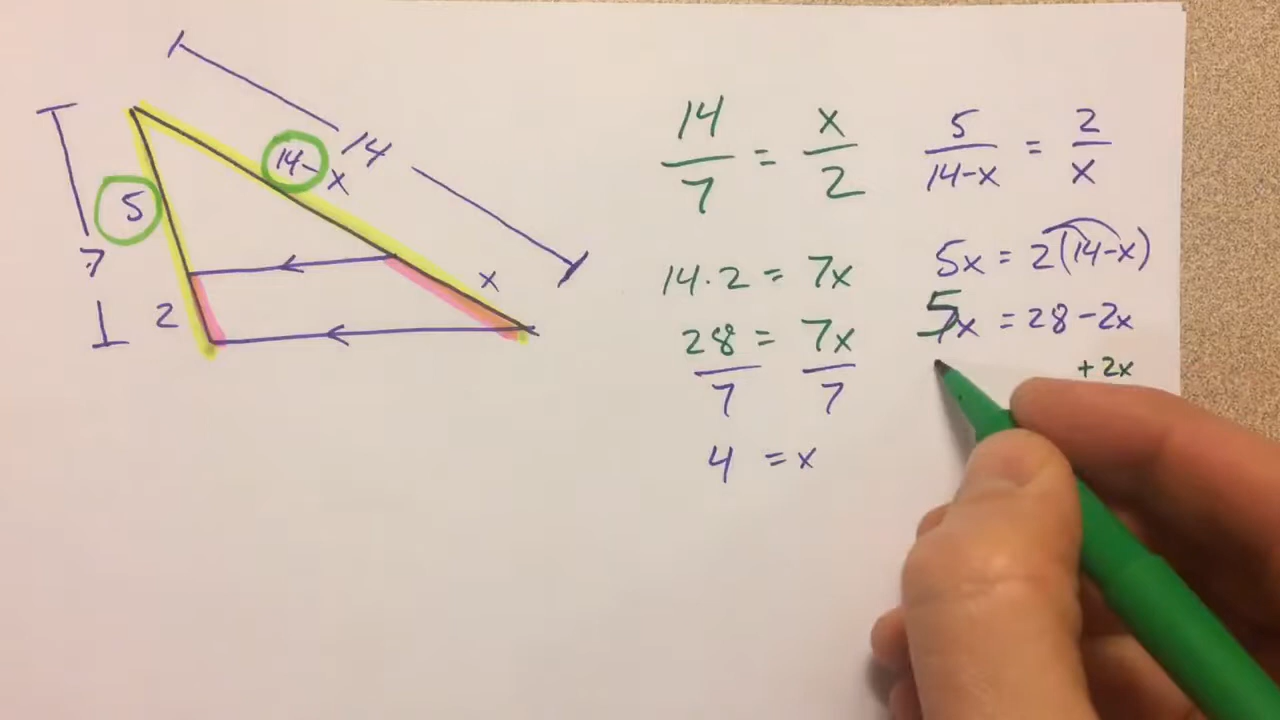 14
14-x
5
7
x
2
14/7 = x/2
14·2 = 7x
28 = 7x
7 7
4 = x
5/14-x = 2/x
5x = 2(14-x)
5x = 28-2x
+2x